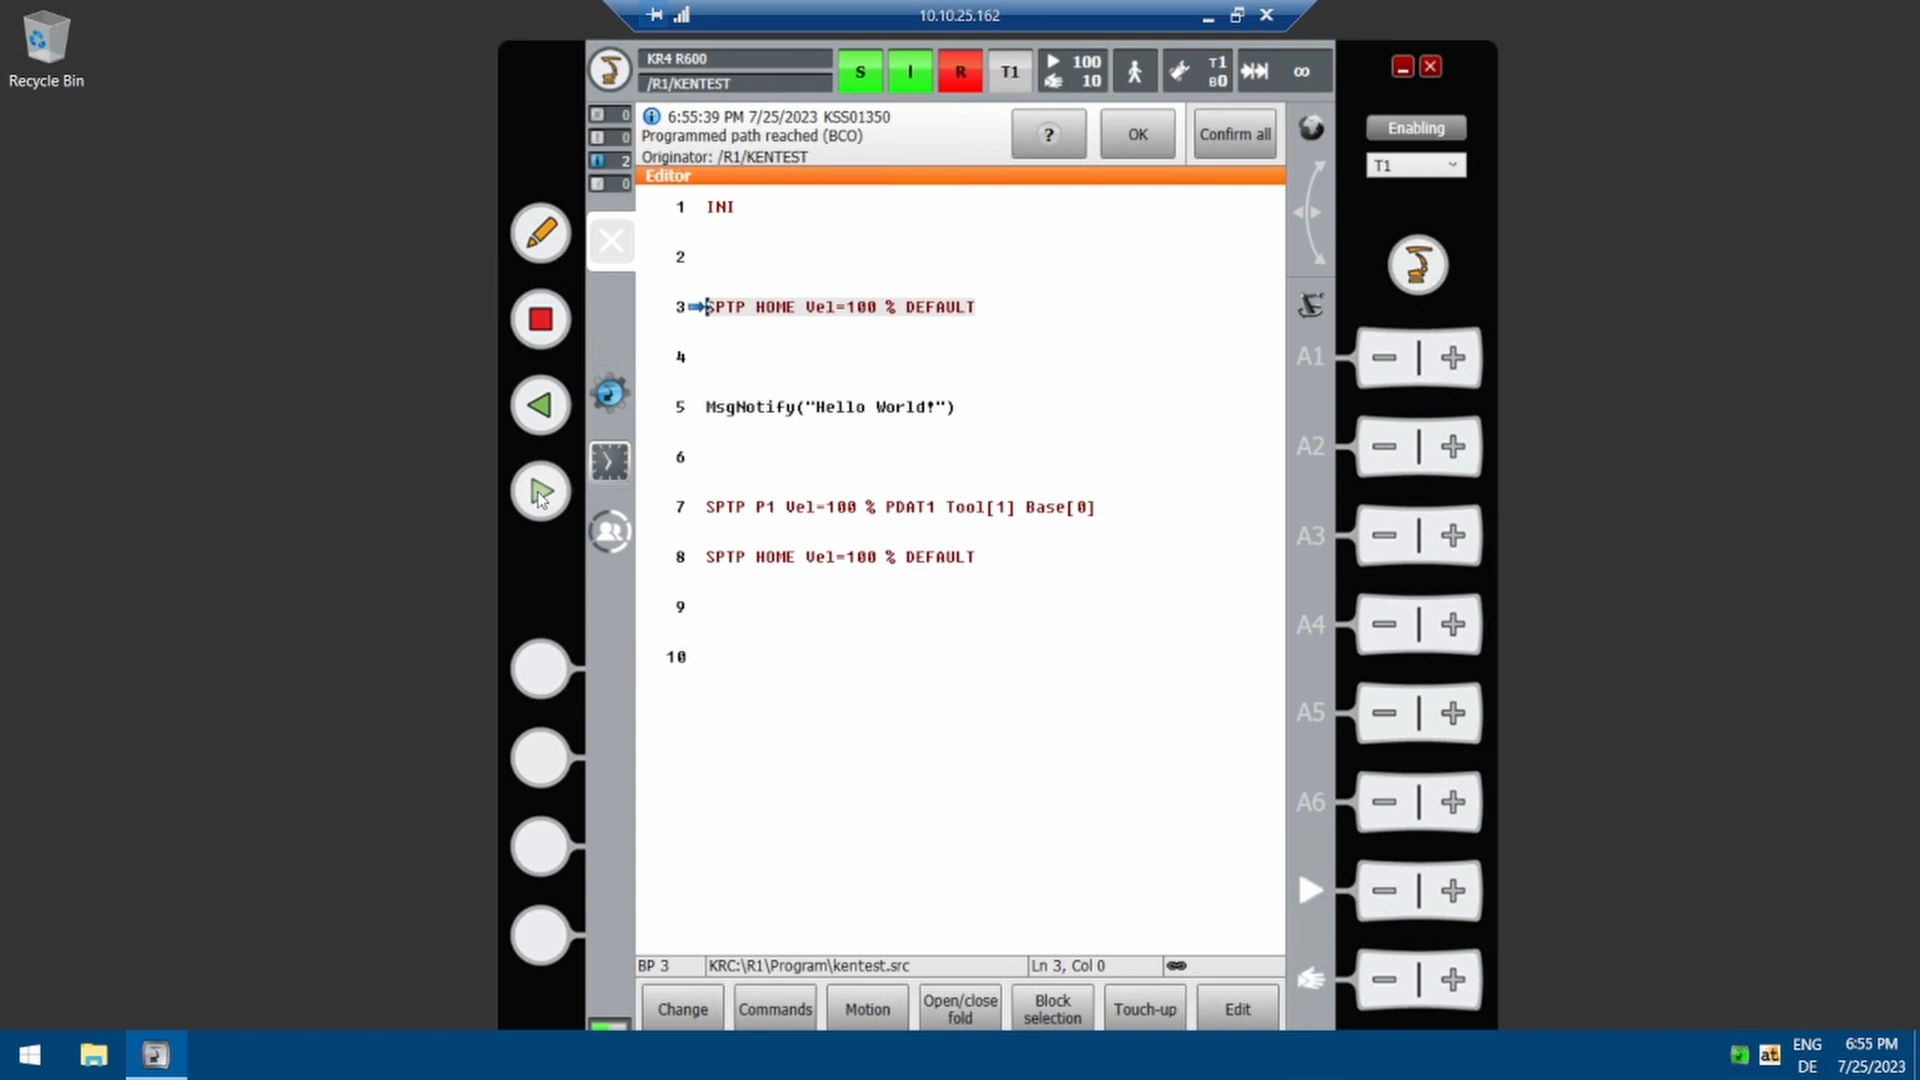 10.10.25.162
Recycle Bin
KR4 R600
/R1/KENTEST
S
I
R
T1
100
10
T1
B0
∞
0
0
2
0
6:55:39 PM 7/25/2023 KSS01350
Programmed path reached (BCO)
Originator: /R1/KENTEST
?
OK
Confirm all
Enabling
T1
Editor
1 INI
2
3 SPTP HOME Vel=100 % DEFAULT
4
5 MsgNotify("Hello World!")
6
7 SPTP P1 Vel=100 % PDAT1 Tool[1] Base[0]
8 SPTP HOME Vel=100 % DEFAULT
9
10
A1
A2
A3
A4
A5
A6
BP 3
KRC:\R1\Program\kentest.src
Ln 3, Col 0
Change
Commands
Motion
Open/close
fold
Block
selection
Touch-up
Edit
at
ENG
DE
6:55 PM
7/25/2023